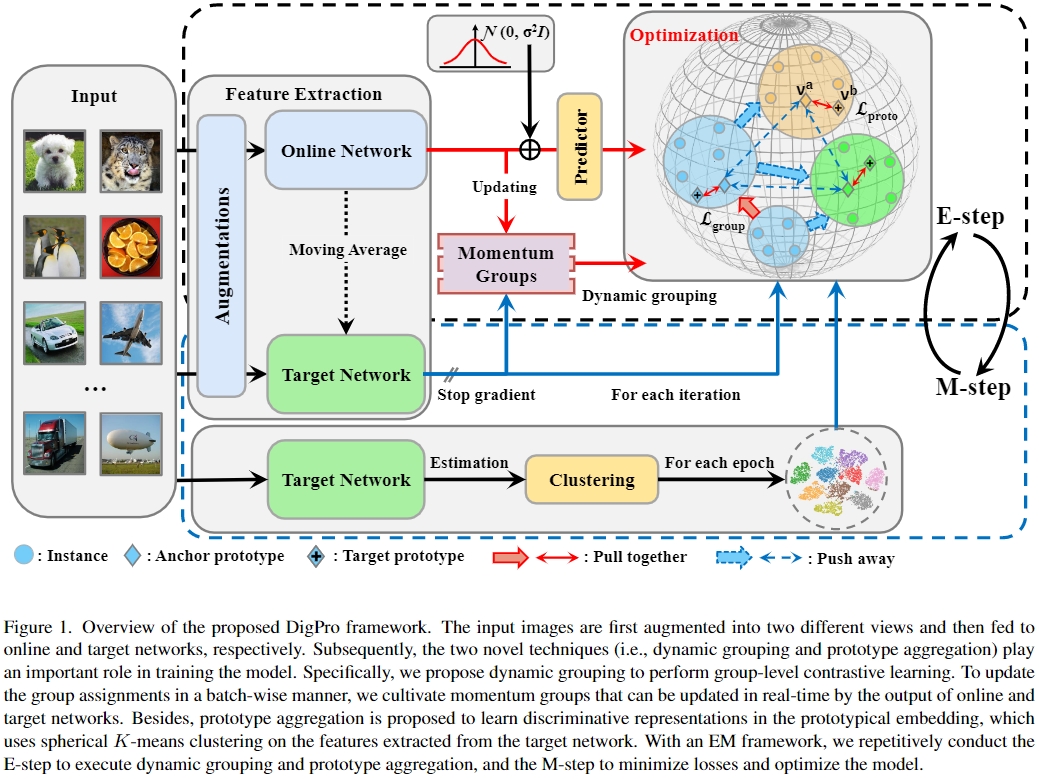 𝒩 (0, σ²I)
Optimization
Input
Feature Extraction
Augmentations
Online Network
Predictor
vᵃ
vᵇ
ℒproto
Updating
ℒgroup
Moving Average
Momentum
Groups
Dynamic grouping
E-step
M-step
Target Network
Stop gradient
For each iteration
...
Target Network
Estimation
Clustering
For each epoch
: Instance
: Anchor prototype
: Target prototype
: Pull together
: Push away
Figure 1. Overview of the proposed DigPro framework. The input images are first augmented into two different views and then fed to
online and target networks, respectively. Subsequently, the two novel techniques (i.e., dynamic grouping and prototype aggregation) play
an important role in training the model. Specifically, we propose dynamic grouping to perform group-level contrastive learning. To update
the group assignments in a batch-wise manner, we cultivate momentum groups that can be updated in real-time by the output of online and
target networks. Besides, prototype aggregation is proposed to learn discriminative representations in the prototypical embedding, which
uses spherical K-means clustering on the features extracted from the target network. With an EM framework, we repetitively conduct the
E-step to execute dynamic grouping and prototype aggregation, and the M-step to minimize losses and optimize the model.